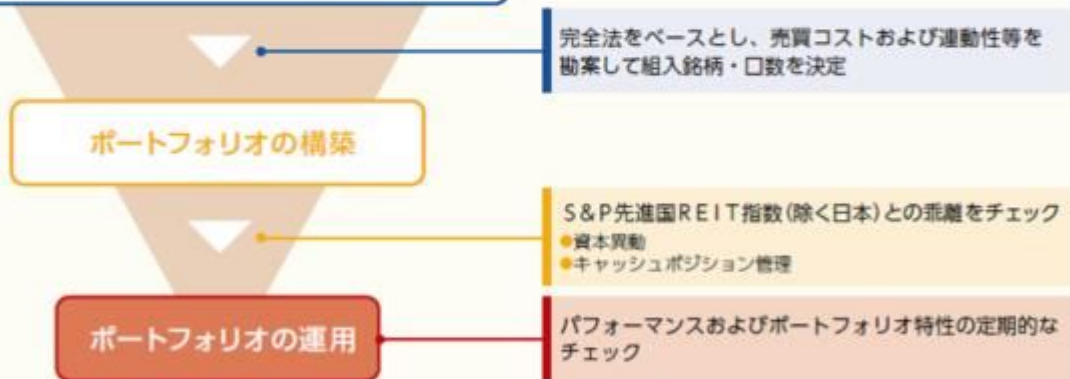 完全法をベースとし、売買コストおよび連動性等を
勘案して組入銘柄・口数を決定
ポートフォリオの構築
S&P先進国REIT指数(除く日本)との乖離をチェック
●資本異動
●キャッシュポジション管理
ポートフォリオの運用
パフォーマンスおよびポートフォリオ特性の定期的な
チェック